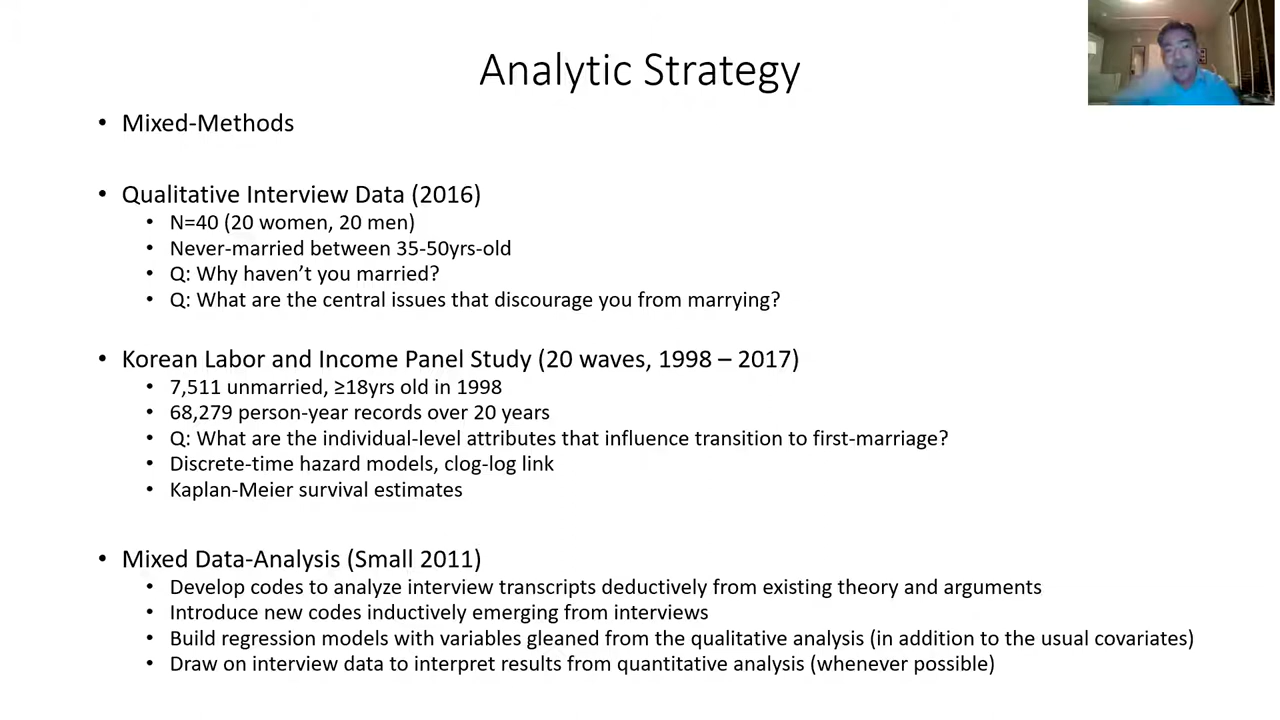 Analytic Strategy
• Mixed-Methods
• Qualitative Interview Data (2016)
• N=40 (20 women, 20 men)
• Never-married between 35-50yrs-old
• Q: Why haven’t you married?
• Q: What are the central issues that discourage you from marrying?
• Korean Labor and Income Panel Study (20 waves, 1998 – 2017)
• 7,511 unmarried, ≥18yrs old in 1998
• 68,279 person-year records over 20 years
• Q: What are the individual-level attributes that influence transition to first-marriage?
• Discrete-time hazard models, clog-log link
• Kaplan-Meier survival estimates
• Mixed Data-Analysis (Small 2011)
• Develop codes to analyze interview transcripts deductively from existing theory and arguments
• Introduce new codes inductively emerging from interviews
• Build regression models with variables gleaned from the qualitative analysis (in addition to the usual covariates)
• Draw on interview data to interpret results from quantitative analysis (whenever possible)